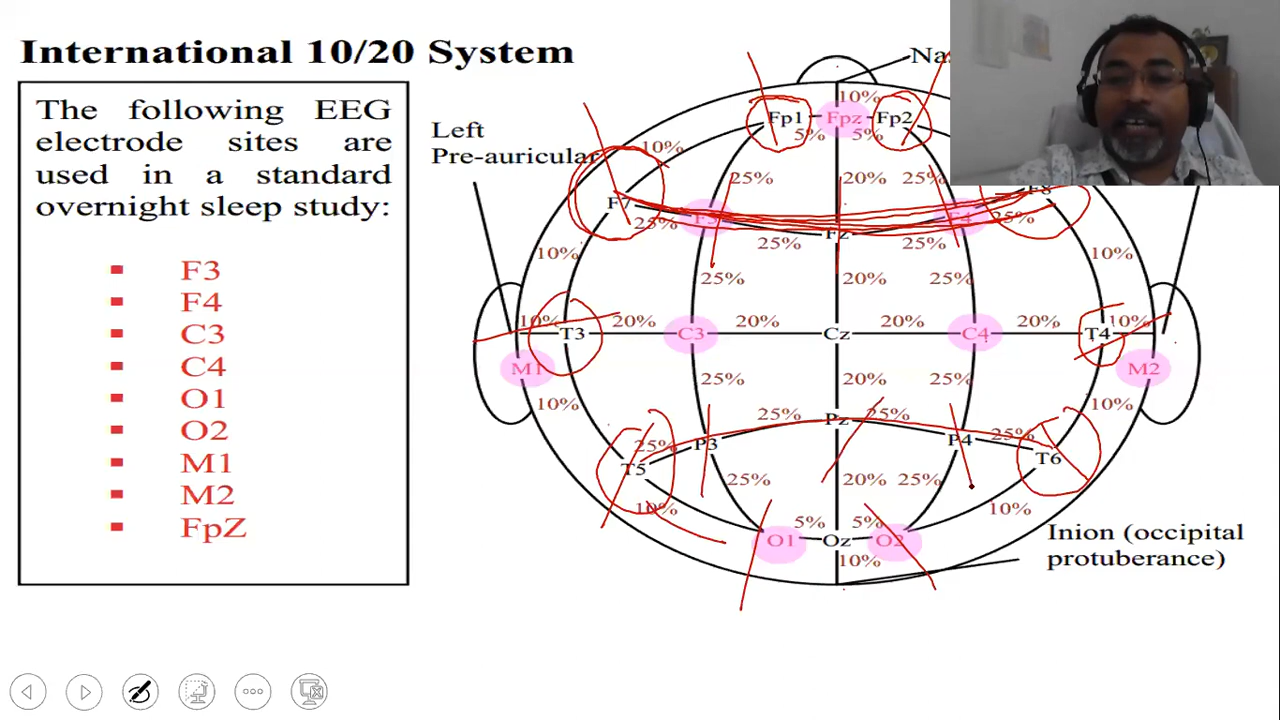 International 10/20 System
The following EEG
electrode sites are
used in a standard
overnight sleep study:
F3
F4
C3
C4
O1
O2
M1
M2
FpZ
Left
Pre-auricular
10%
Fp1 Fpz Fp2
5% 5%
10%
25% 20% 25%
F7 F3 Fz F4 F8
25% 25% 25% 25%
10% 25% 20% 25% 10%
10% 20% 20% 20% 20% 10%
T3 C3 Cz C4 T4
M1 M2
25% 20% 25%
10% 10%
25% 25% 25% 25%
T5 P3 Pz P4 T6
25% 20% 25%
10% 10%
5% 5%
O1 Oz O2
10%
Inion (occipital
protuberance)